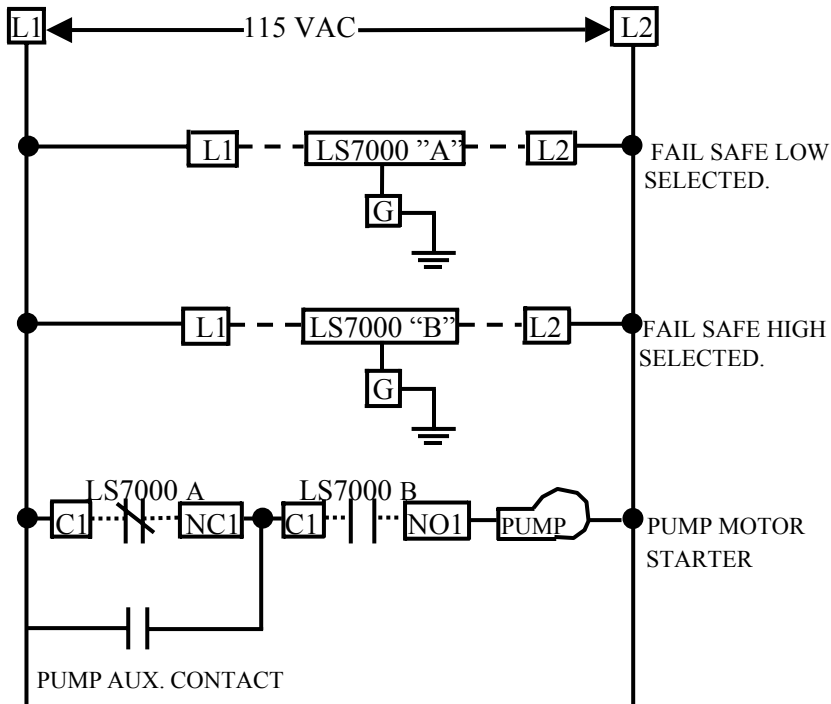 L1 115 VAC L2
L1 LS7000 ”A” L2 FAIL SAFE LOW
SELECTED.
G
L1 LS7000 “B” L2 FAIL SAFE HIGH
SELECTED.
G
LS7000 A LS7000 B
C1 NC1 C1 NO1 PUMP PUMP MOTOR
STARTER
PUMP AUX. CONTACT